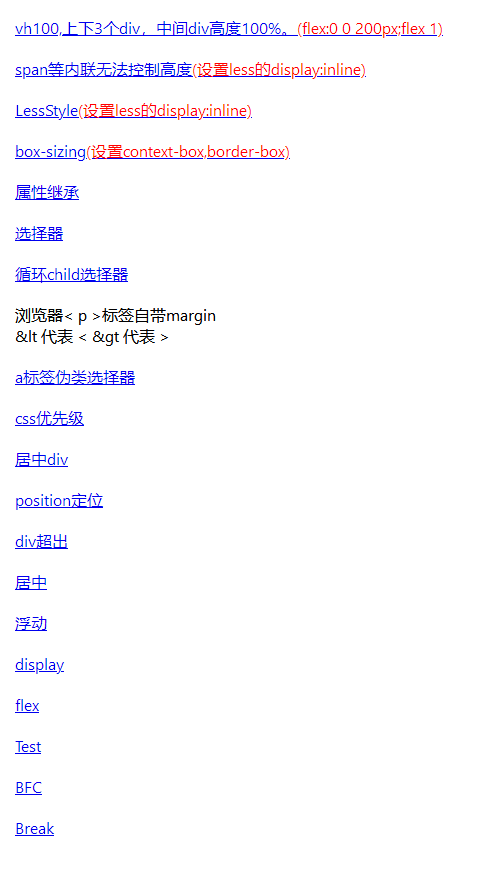 vh100,上下3个div，中间div高度100%。(flex:0 0 200px;flex 1)
span等内联无法控制高度(设置less的display:inline)
LessStyle(设置less的display:inline)
box-sizing(设置context-box,border-box)
属性继承
选择器
循环child选择器
浏览器< p >标签自带margin
&lt 代表 < &gt 代表 >
a标签伪类选择器
css优先级
居中div
position定位
div超出
居中
浮动
display
flex
Test
BFC
Break